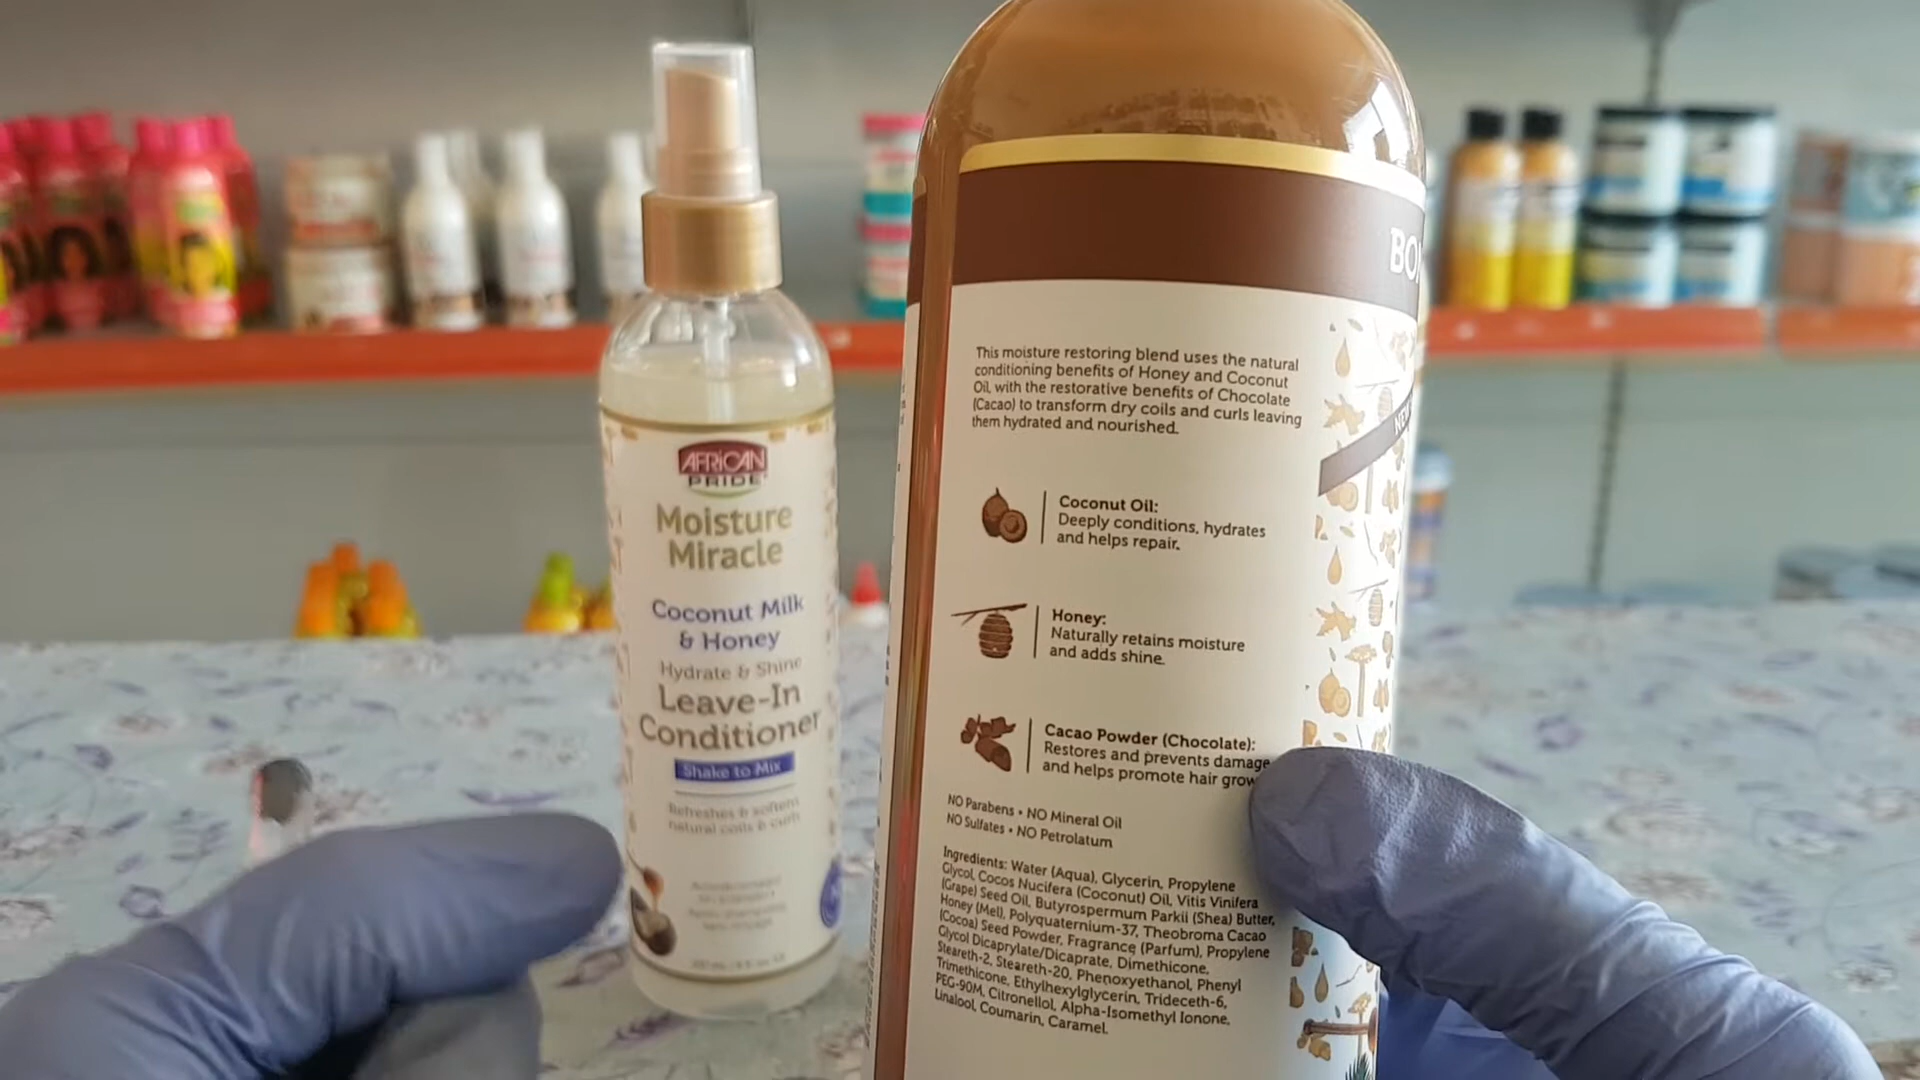 AFRICAN
PRIDE
Moisture
Miracle
Coconut Milk
& Honey
Hydrate & Shine
Leave-In
Conditioner
Shake to Mix
Refreshes & softens
natural coils & curls
BO
This moisture restoring blend uses the natural
conditioning benefits of Honey and Coconut
Oil, with the restorative benefits of Chocolate
(Cacao) to transform dry coils and curls leaving
them hydrated and nourished.
Coconut Oil:
Deeply conditions, hydrates
and helps repair.
Honey:
Naturally retains moisture
and adds shine.
Cacao Powder (Chocolate):
Restores and prevents damage
and helps promote hair grow
NO Parabens • NO Mineral Oil
NO Sulfates • NO Petrolatum
Ingredients: Water (Aqua), Glycerin, Propylene
Glycol, Cocos Nucifera (Coconut) Oil, Vitis Vinifera
(Grape) Seed Oil, Butyrospermum Parkii (Shea) Butter,
Honey (Mel), Polyquaternium-37, Theobroma Cacao
(Cocoa) Seed Powder, Fragrance (Parfum), Propylene
Glycol Dicaprylate/Dicaprate, Dimethicone,
Steareth-2, Steareth-20, Phenoxyethanol, Phenyl
Trimethicone, Ethylhexylglycerin, Trideceth-6,
PEG-90M, Citronellol, Alpha-Isomethyl Ionone,
Linalool, Coumarin, Caramel.